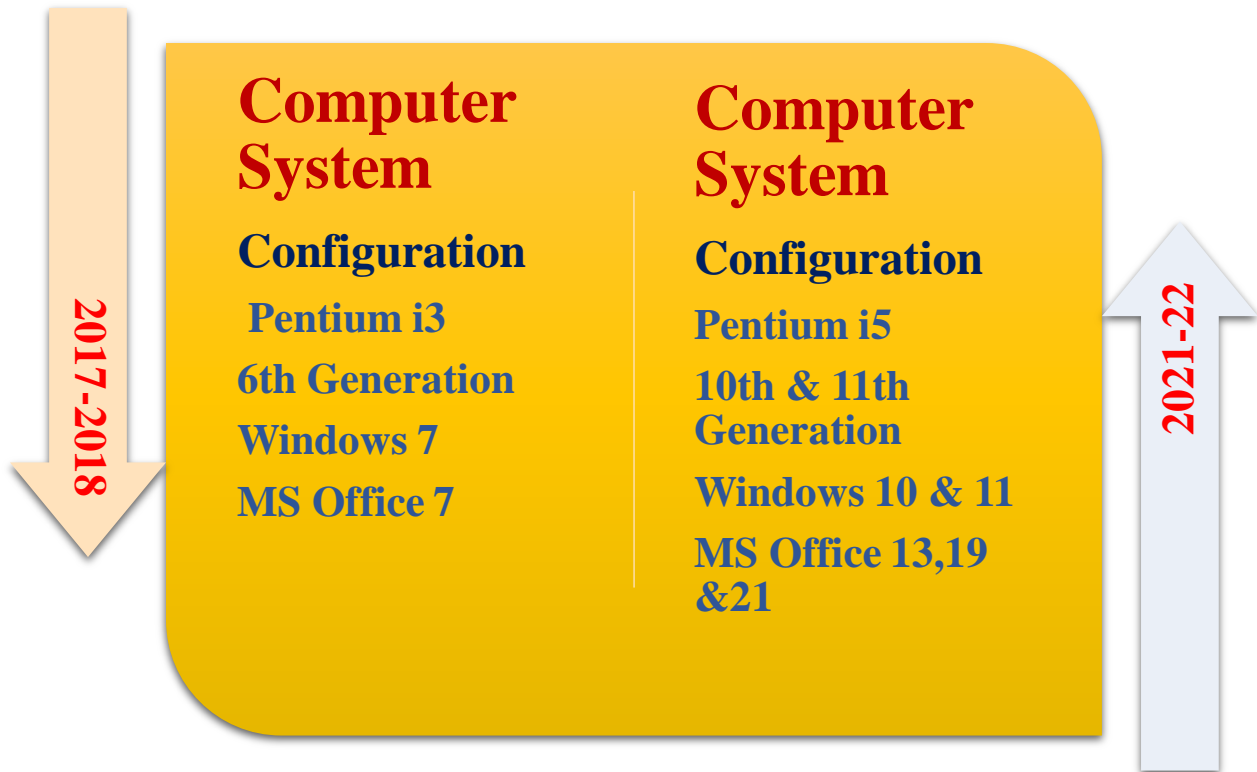 2017-2018
Computer
System
Configuration
Pentium i3
6th Generation
Windows 7
MS Office 7
Computer
System
Configuration
Pentium i5
10th & 11th
Generation
Windows 10 & 11
MS Office 13,19
&21
2021-22